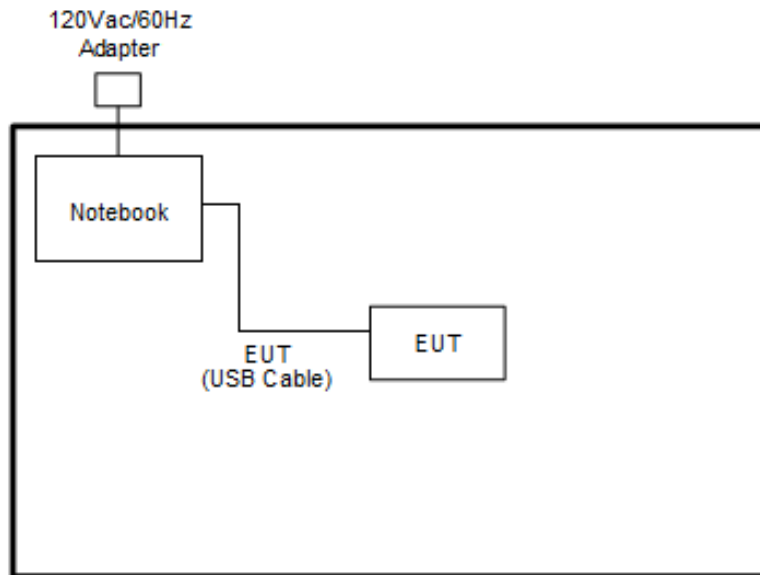 120Vac/60Hz
Adapter
Notebook
EUT
EUT
(USB Cable)